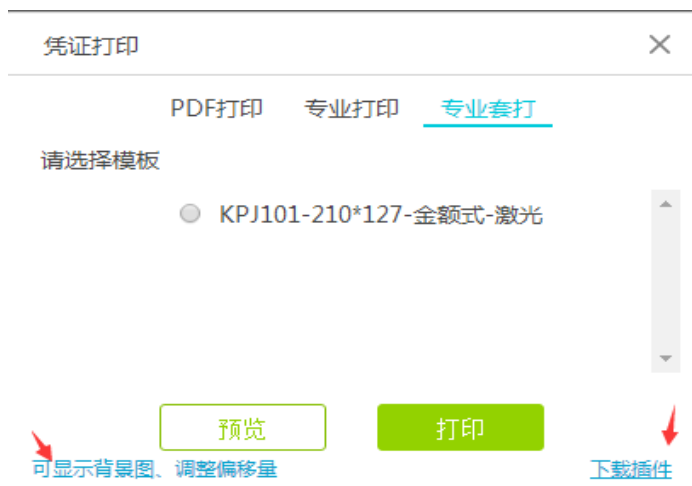 凭证打印
PDF打印 专业打印 专业套打
请选择模板
KPJ101-210*127-金额式-激光
预览 打印
可显示背景图、调整偏移量 下载插件